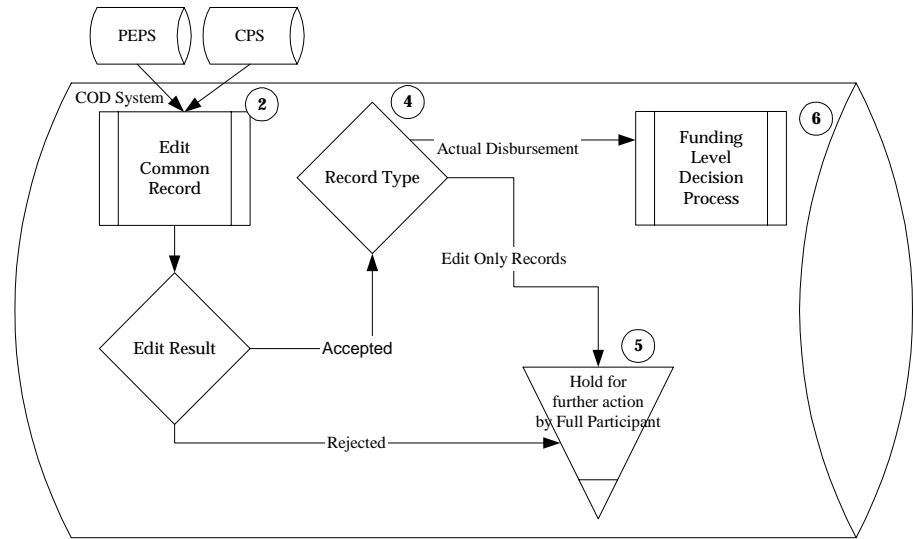 PEPS
CPS
COD System
2
4
6
Edit
Common
Record
Record Type
Actual Disbursement
Funding
Level
Decision
Process
Edit Only Records
Edit Result
Accepted
5
Hold for
further action
by Full Participant
Rejected